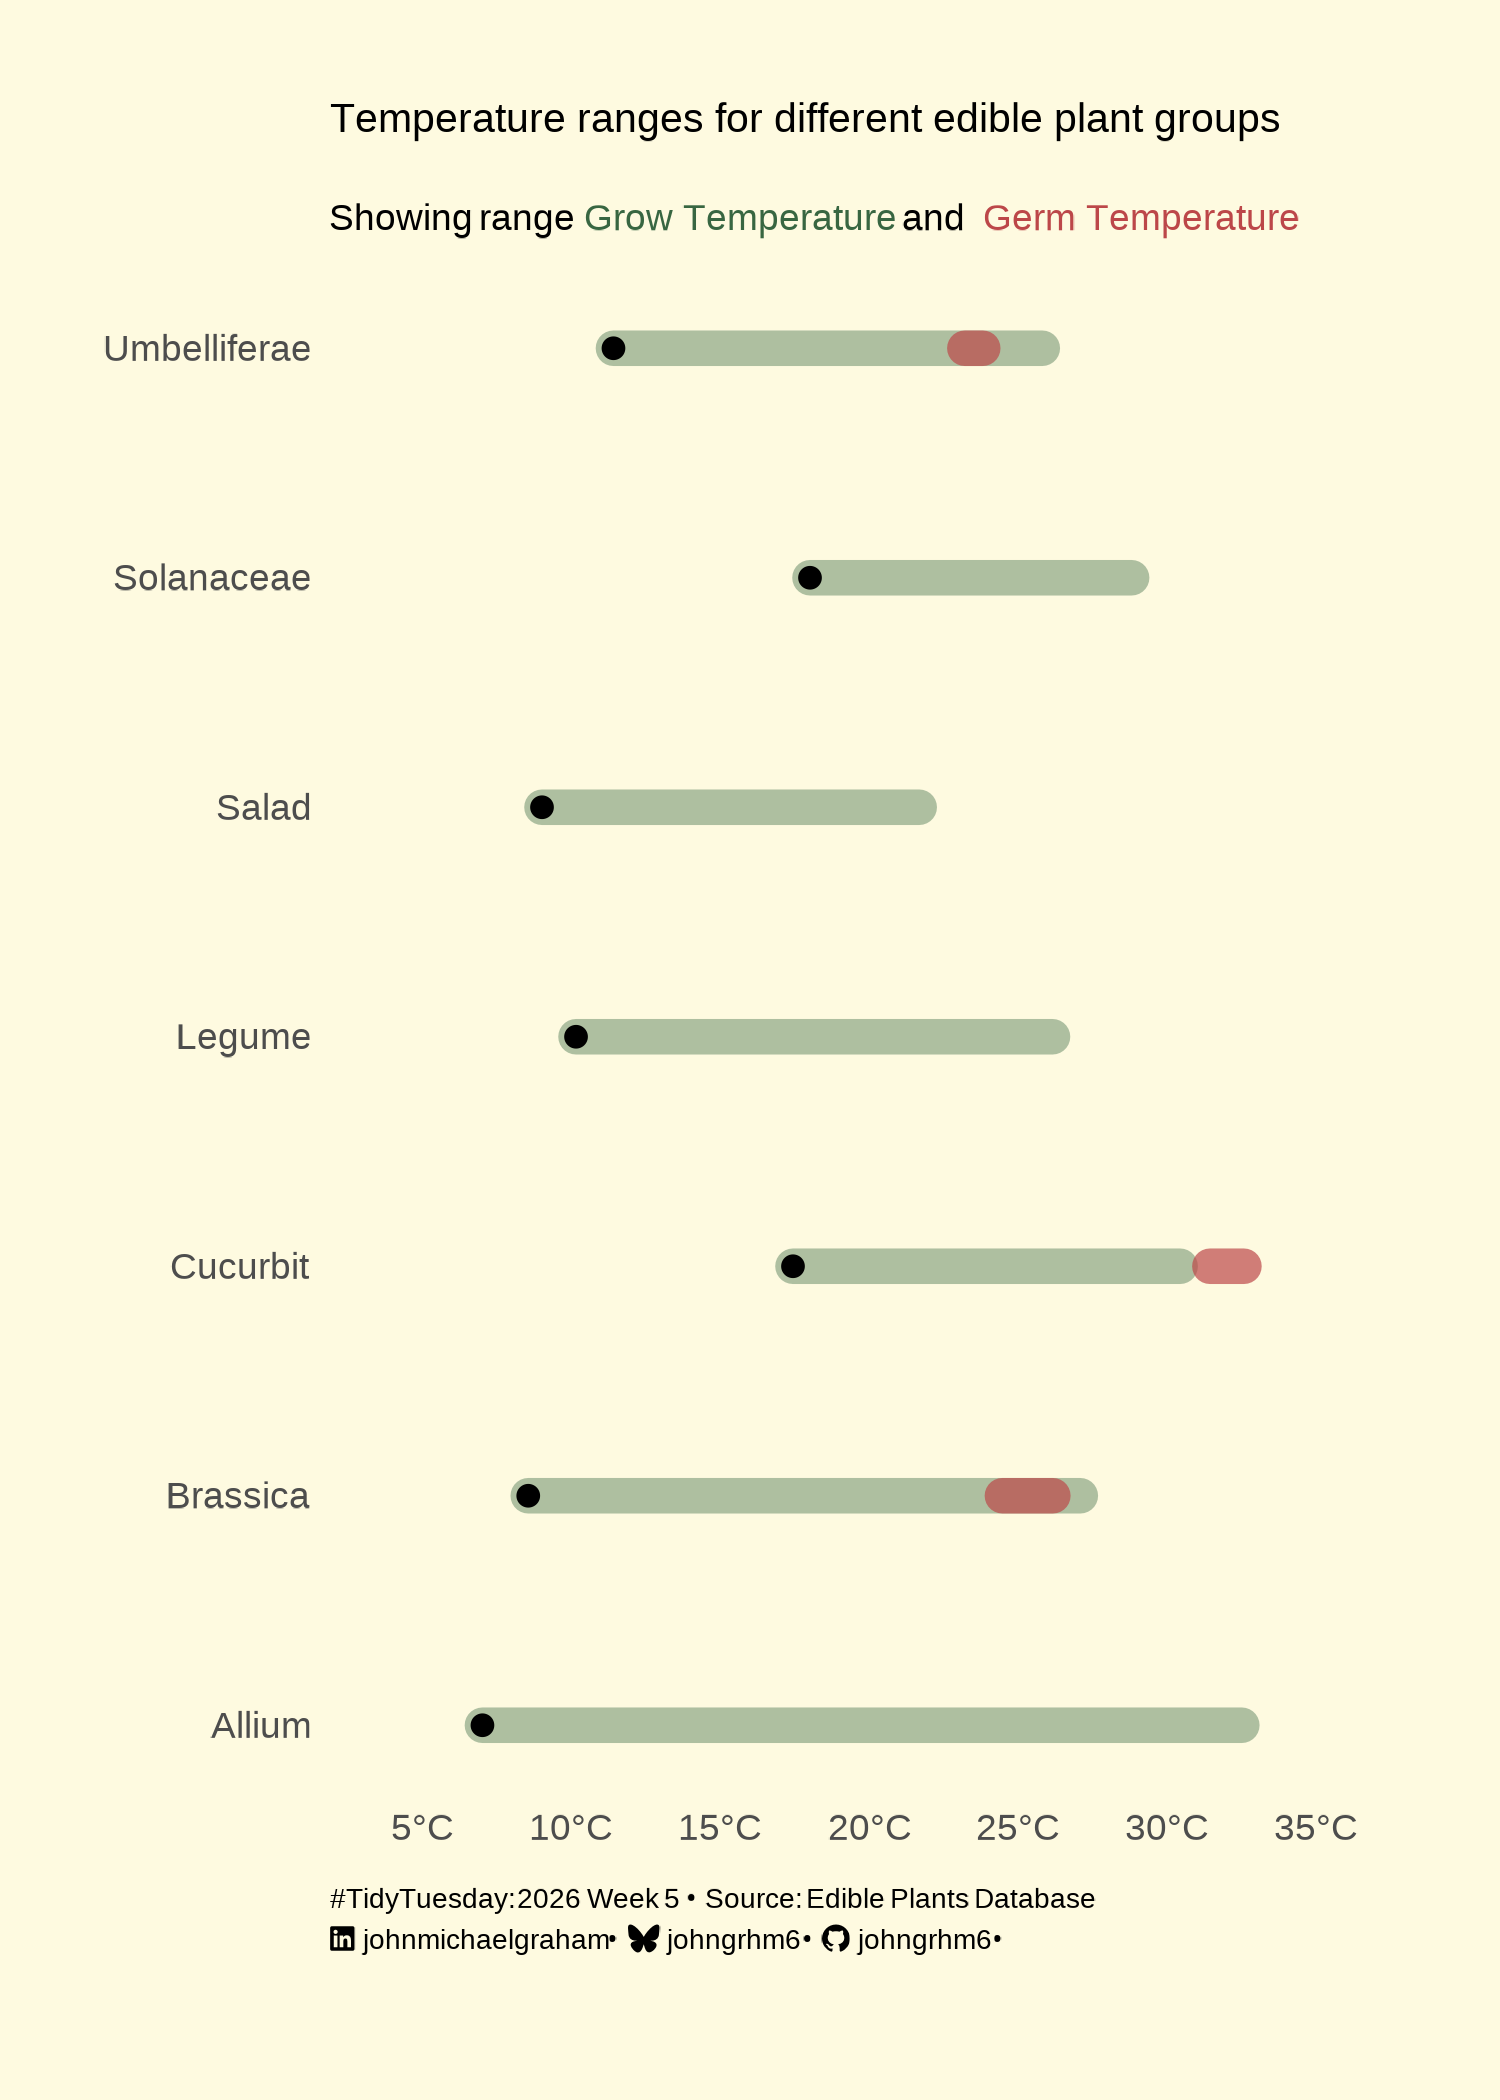 Temperature ranges for different edible plant groups
Showing range Grow Temperature and Germ Temperature
Umbelliferae
Solanaceae
Salad
Legume
Cucurbit
Brassica
Allium
5°C 10°C 15°C 20°C 25°C 30°C 35°C
#TidyTuesday:2026 Week 5 • Source: Edible Plants Database
johnmichaelgraham • johngrhm6 • johngrhm6 •